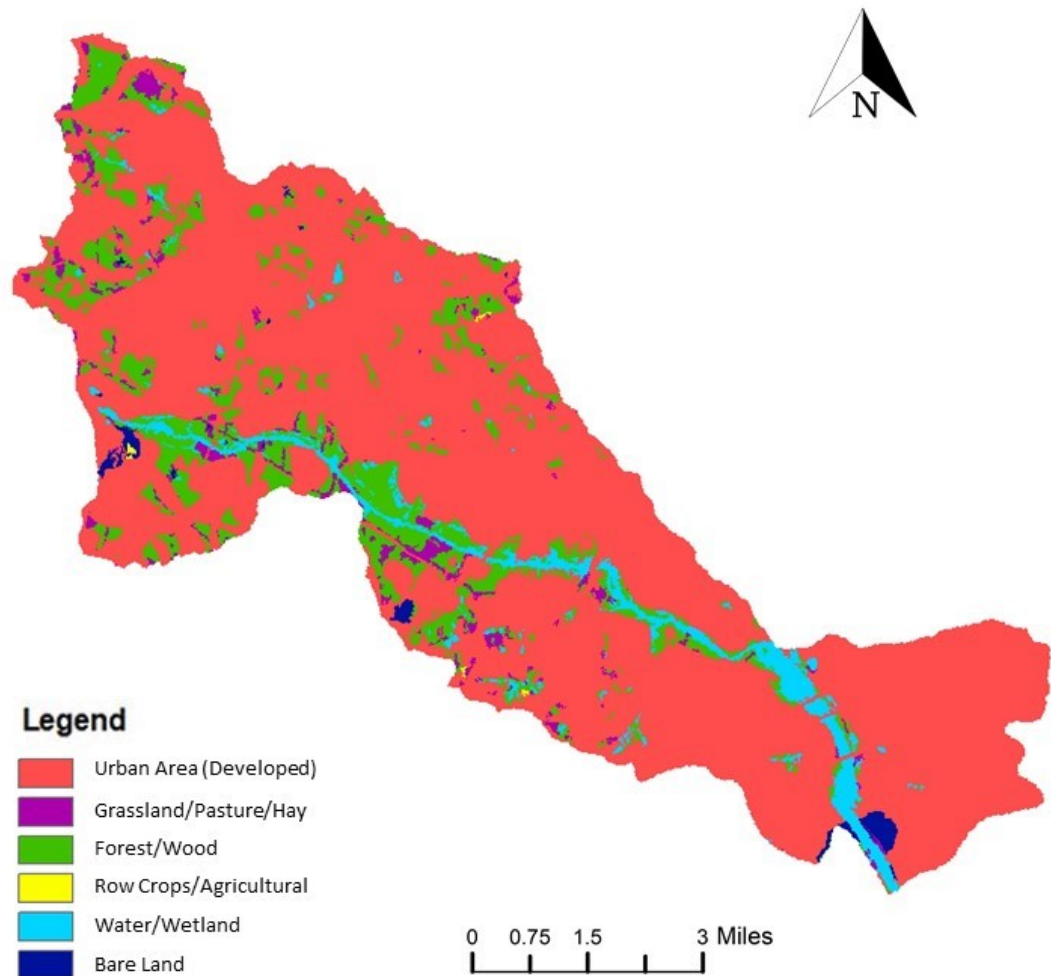 N
Legend
Urban Area (Developed)
Grassland/Pasture/Hay
Forest/Wood
Row Crops/Agricultural
Water/Wetland
Bare Land
0 0.75 1.5 3 Miles